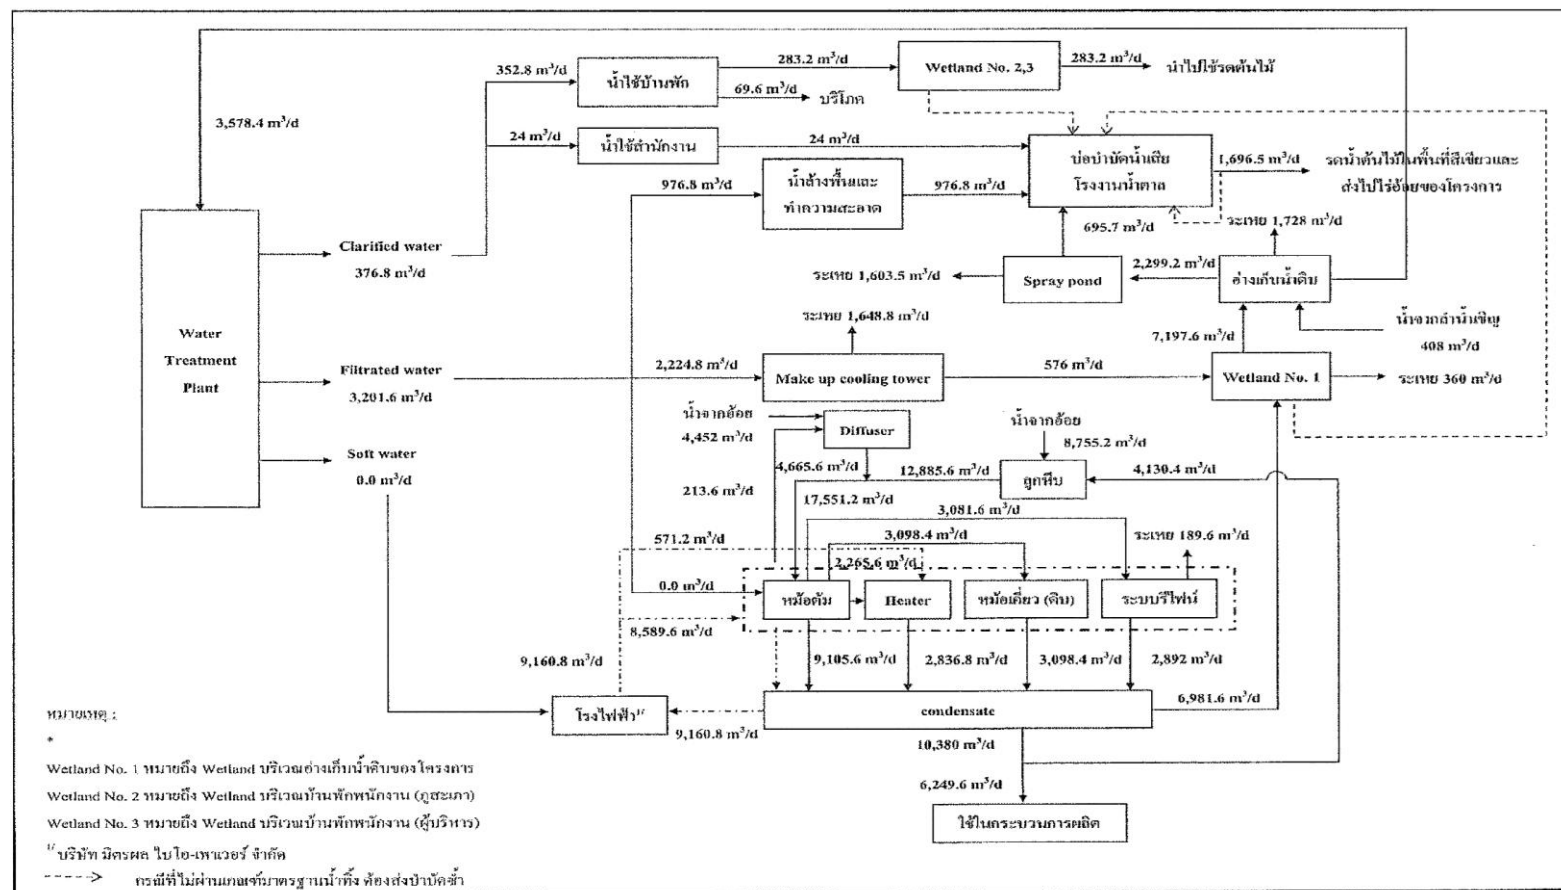 352.8 m³/d
น้ำใช้บ้านพัก
283.2 m³/d
Wetland No. 2,3
283.2 m³/d
นำไปใช้รดต้นไม้
69.6 m³/d
บริโภค
3,578.4 m³/d
24 m³/d
น้ำใช้สำนักงาน
24 m³/d
บ่อบำบัดน้ำเสีย
โรงงานน้ำตาล
1,696.5 m³/d
รดน้ำต้นไม้ในพื้นที่สีเขียวและ
ส่งไปไร่อ้อยของโครงการ
976.8 m³/d
น้ำล้างพื้นและ
ทำความสะอาด
976.8 m³/d
695.7 m³/d
ระเหย 1,728 m³/d
Clarified water
376.8 m³/d
ระเหย 1,603.5 m³/d
Spray pond
2,299.2 m³/d
อ่างเก็บน้ำดิบ
Water
Treatment
Plant
ระเหย 1,648.8 m³/d
7,197.6 m³/d
น้ำจากลำน้ำเชิญ
408 m³/d
Filtrated water
3,201.6 m³/d
2,224.8 m³/d
Make up cooling tower
576 m³/d
Wetland No. 1
ระเหย 360 m³/d
น้ำจากอ้อย
4,452 m³/d
Diffuser
น้ำจากอ้อย
8,755.2 m³/d
Soft water
0.0 m³/d
4,665.6 m³/d
12,885.6 m³/d
ลูกหีบ
4,130.4 m³/d
213.6 m³/d
17,551.2 m³/d
3,081.6 m³/d
571.2 m³/d
3,098.4 m³/d
ระเหย 189.6 m³/d
2,265.6 m³/d
0.0 m³/d
หม้อต้ม
Heater
หม้อเคี่ยว (ดิบ)
ระบบรีไฟน์
8,589.6 m³/d
9,160.8 m³/d
9,105.6 m³/d
2,836.8 m³/d
3,098.4 m³/d
2,892 m³/d
โรงไฟฟ้า¹/
9,160.8 m³/d
condensate
6,981.6 m³/d
10,380 m³/d
6,249.6 m³/d
ใช้ในกระบวนการผลิต
หมายเหตุ :
*
Wetland No. 1 หมายถึง Wetland บริเวณอ่างเก็บน้ำดิบของโครงการ
Wetland No. 2 หมายถึง Wetland บริเวณบ้านพักพนักงาน (ภูสะเภา)
Wetland No. 3 หมายถึง Wetland บริเวณบ้านพักพนักงาน (ผู้บริหาร)
¹/ บริษัท มิตรผล ไบโอ-เพาเวอร์ จำกัด
กรณีที่ไม่ผ่านเกณฑ์มาตรฐานน้ำทิ้ง ต้องส่งบำบัดซ้ำ